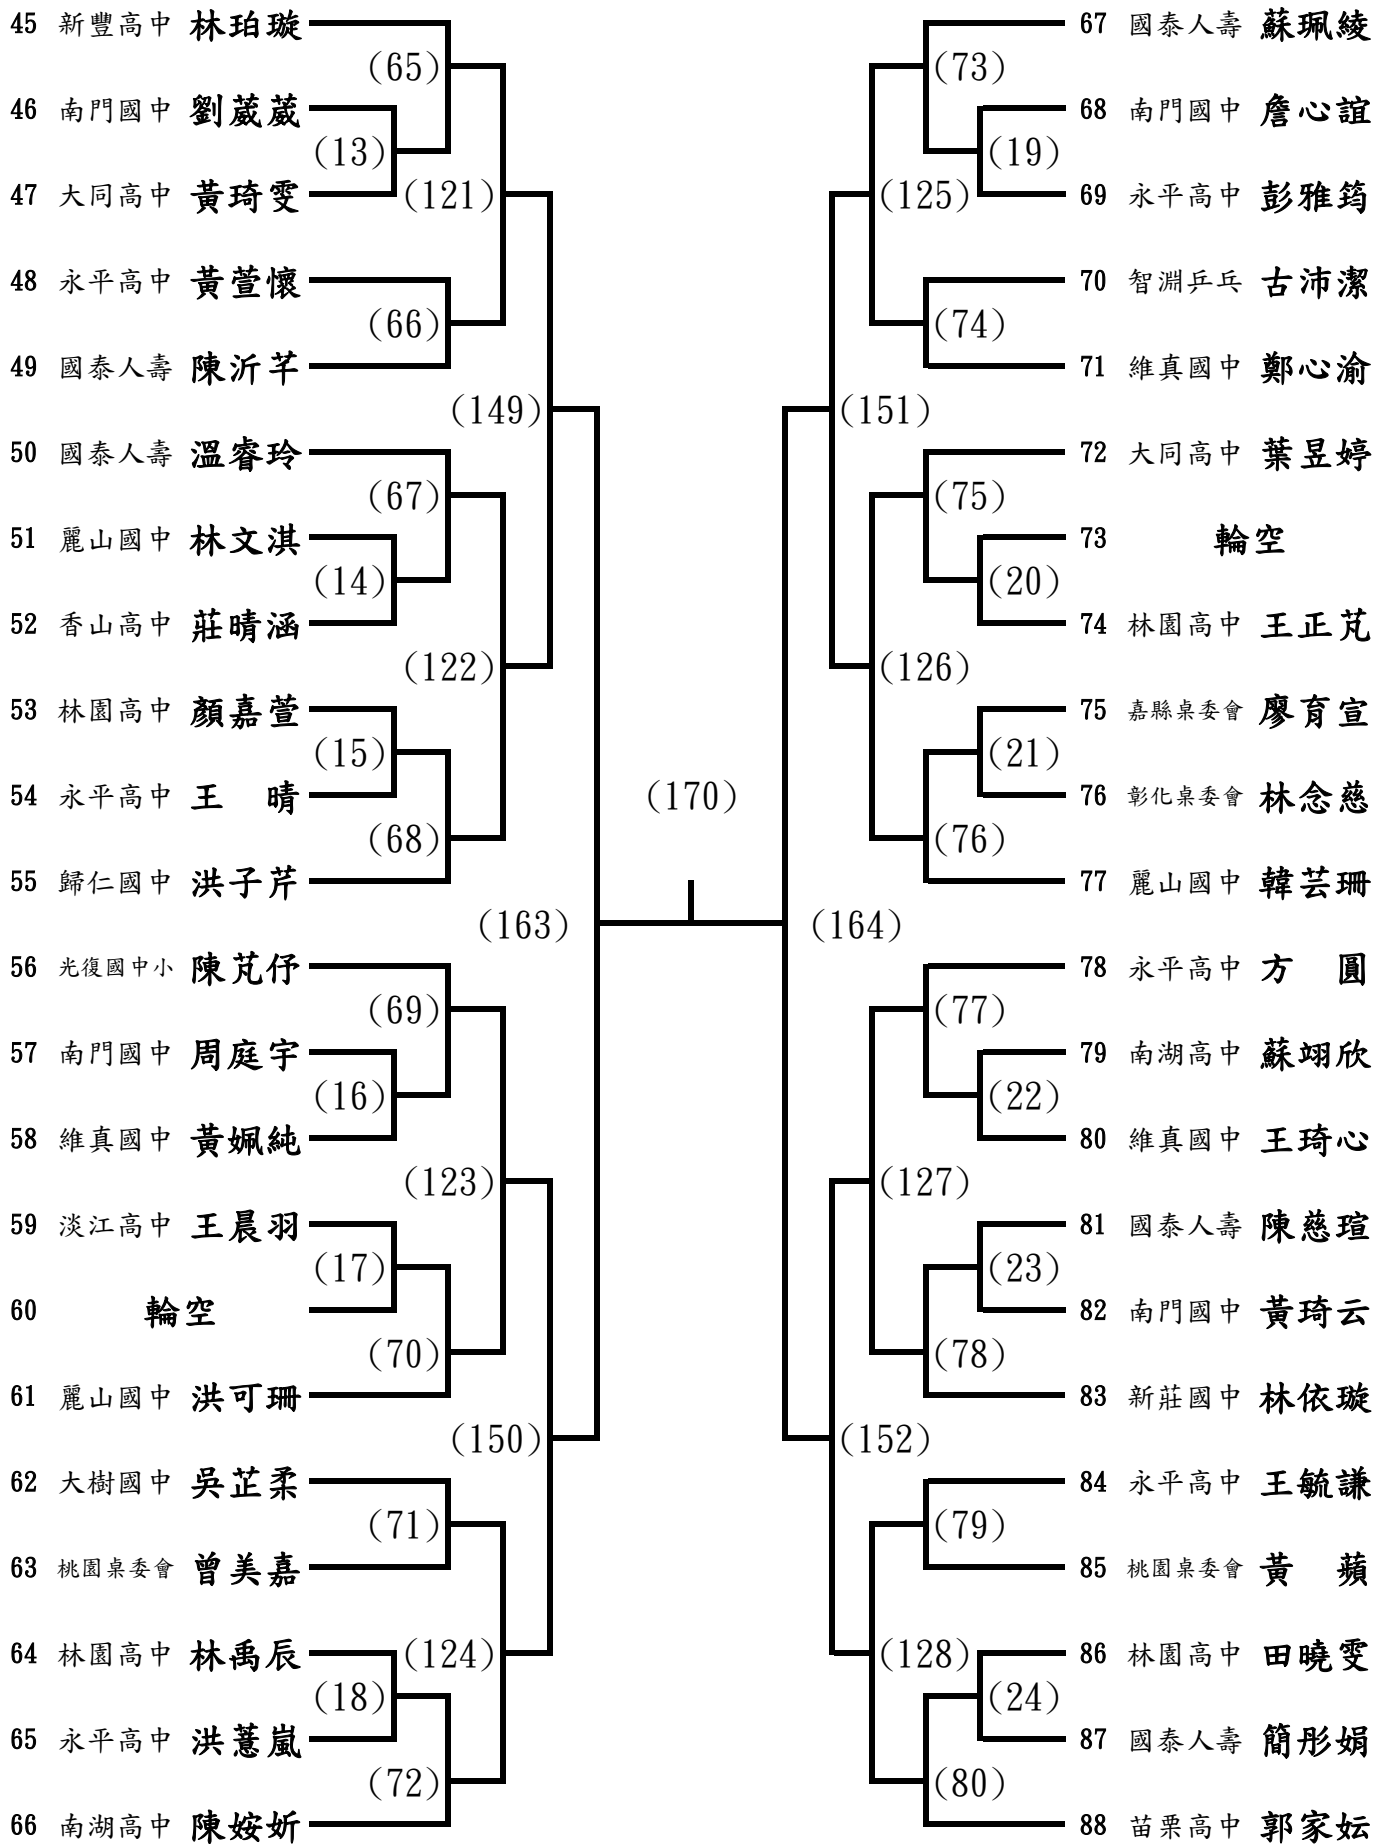 45 新豐高中 林珀璇
(65)
46 南門國中 劉葳葳
(13)
47 大同高中 黃琦雯
(121)
48 永平高中 黃萱懷
(66)
49 國泰人壽 陳沂芊
(149)
50 國泰人壽 溫睿玲
(67)
51 麗山國中 林文淇
(14)
52 香山高中 莊晴涵
(122)
53 林園高中 顏嘉萱
(15)
54 永平高中 王 晴
(68)
55 歸仁國中 洪子芹
(163)
56 光復國中小 陳芃伃
(69)
57 南門國中 周庭宇
(16)
58 維真國中 黃姵純
(123)
59 淡江高中 王晨羽
(17)
60 輪空
(70)
61 麗山國中 洪可珊
(150)
62 大樹國中 吳芷柔
(71)
63 桃園桌委會 曾美嘉
64 林園高中 林禹辰
(124)
(18)
65 永平高中 洪薏嵐
(72)
66 南湖高中 陳姲妡
(170)
67 國泰人壽 蘇珮綾
(73)
68 南門國中 詹心誼
(19)
69 永平高中 彭雅筠
(125)
70 智淵乒乓 古沛潔
(74)
71 維真國中 鄭心渝
(151)
72 大同高中 葉昱婷
(75)
73 輪空
(20)
74 林園高中 王正芃
(126)
75 嘉縣桌委會 廖育宣
(21)
76 彰化桌委會 林念慈
(76)
77 麗山國中 韓芸珊
(164)
78 永平高中 方 圓
(77)
79 南湖高中 蘇翊欣
(22)
80 維真國中 王琦心
(127)
81 國泰人壽 陳慈瑄
(23)
82 南門國中 黃琦云
(78)
83 新莊國中 林依璇
(152)
84 永平高中 王毓謙
(79)
85 桃園桌委會 黃 蘋
86 林園高中 田曉雯
(128)
(24)
87 國泰人壽 簡彤娟
(80)
88 苗栗高中 郭家妘